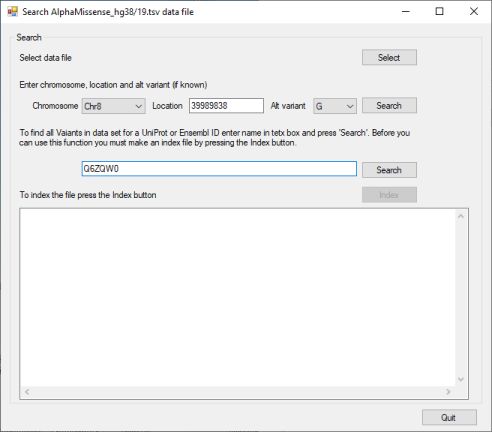 Search AlphaMissense_hg38/19.tsv data file
Search
Select data file
Select
Enter chromosome, location and alt variant (if known)
Chromosome Chr8 Location 39989838 Alt variant G Search
To find all Vaiants in data set for a UniProt or Ensembl ID enter name in tetx box and press 'Search'. Before you
can use this function you must make an index file by pressing the Index button.
Q6ZQW0
Search
To index the file press the Index button
Index
Quit